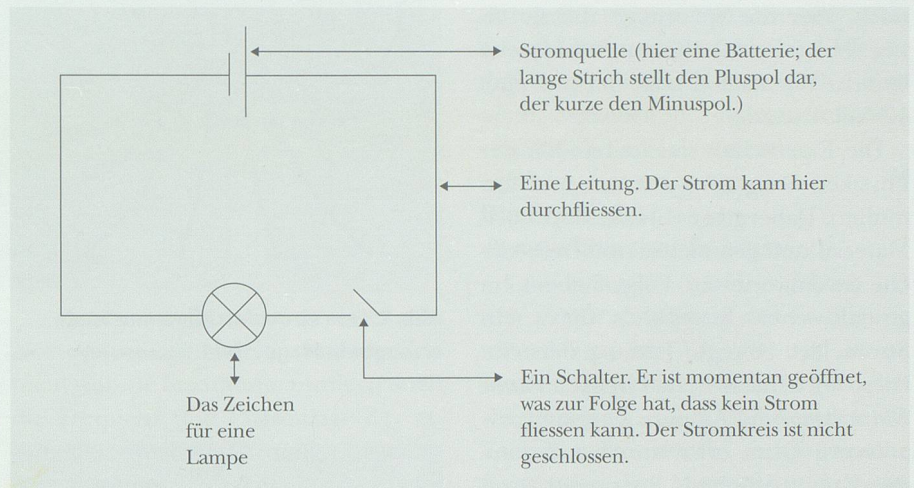 Stromquelle (hier eine Batterie; der
lange Strich stellt den Pluspol dar,
der kurze den Minuspol.)
Eine Leitung. Der Strom kann hier
durchfliessen.
Ein Schalter. Er ist momentan geöffnet,
was zur Folge hat, dass kein Strom
fliessen kann. Der Stromkreis ist nicht
geschlossen.
Das Zeichen
für eine
Lampe